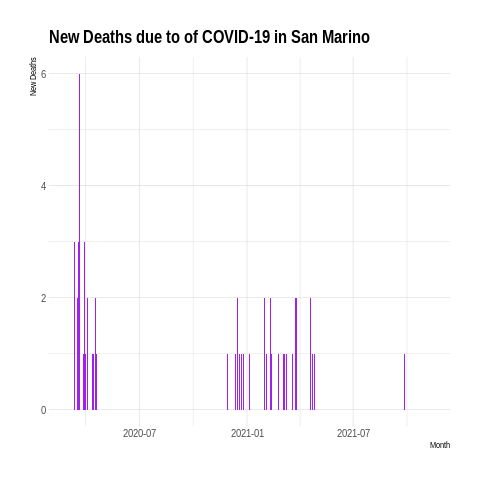 New Deaths due to of COVID-19 in San Marino
New Deaths
6
4
2
0
2020-07 2021-01 2021-07
Month